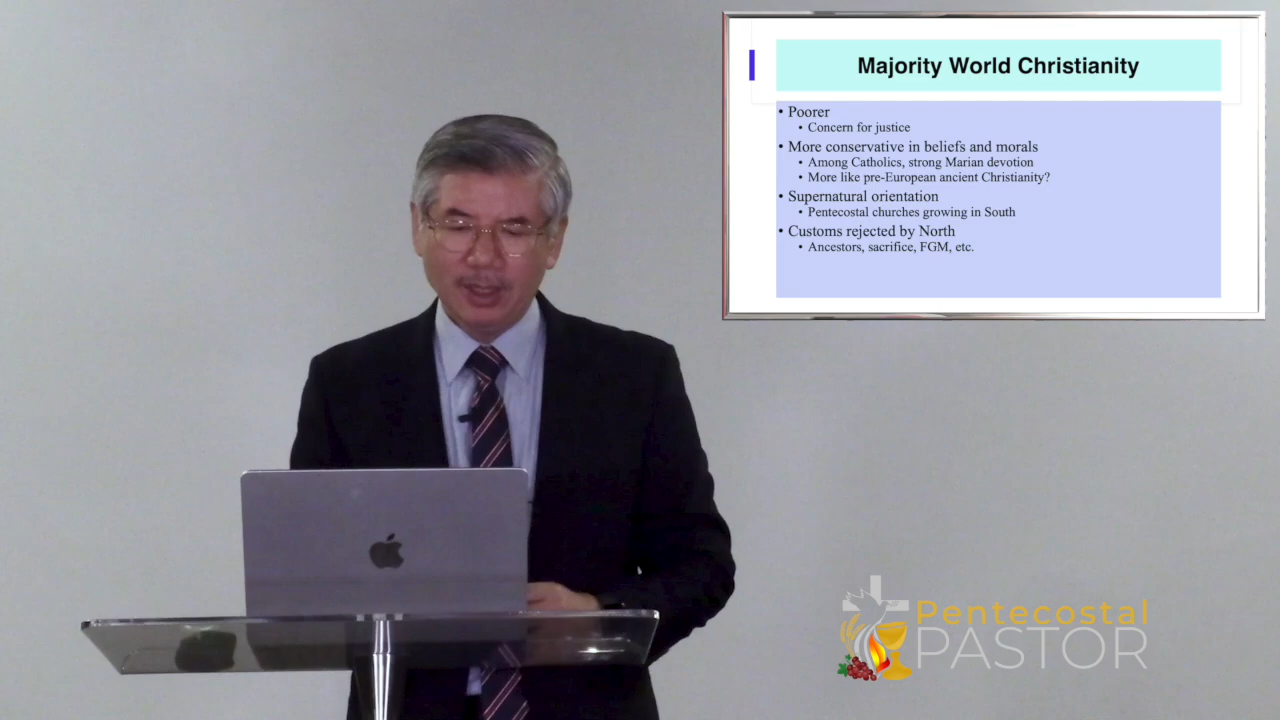 Majority World Christianity
• Poorer
• Concern for justice
• More conservative in beliefs and morals
• Among Catholics, strong Marian devotion
• More like pre-European ancient Christianity?
• Supernatural orientation
• Pentecostal churches growing in South
• Customs rejected by North
• Ancestors, sacrifice, FGM, etc.
Pentecostal
PASTOR